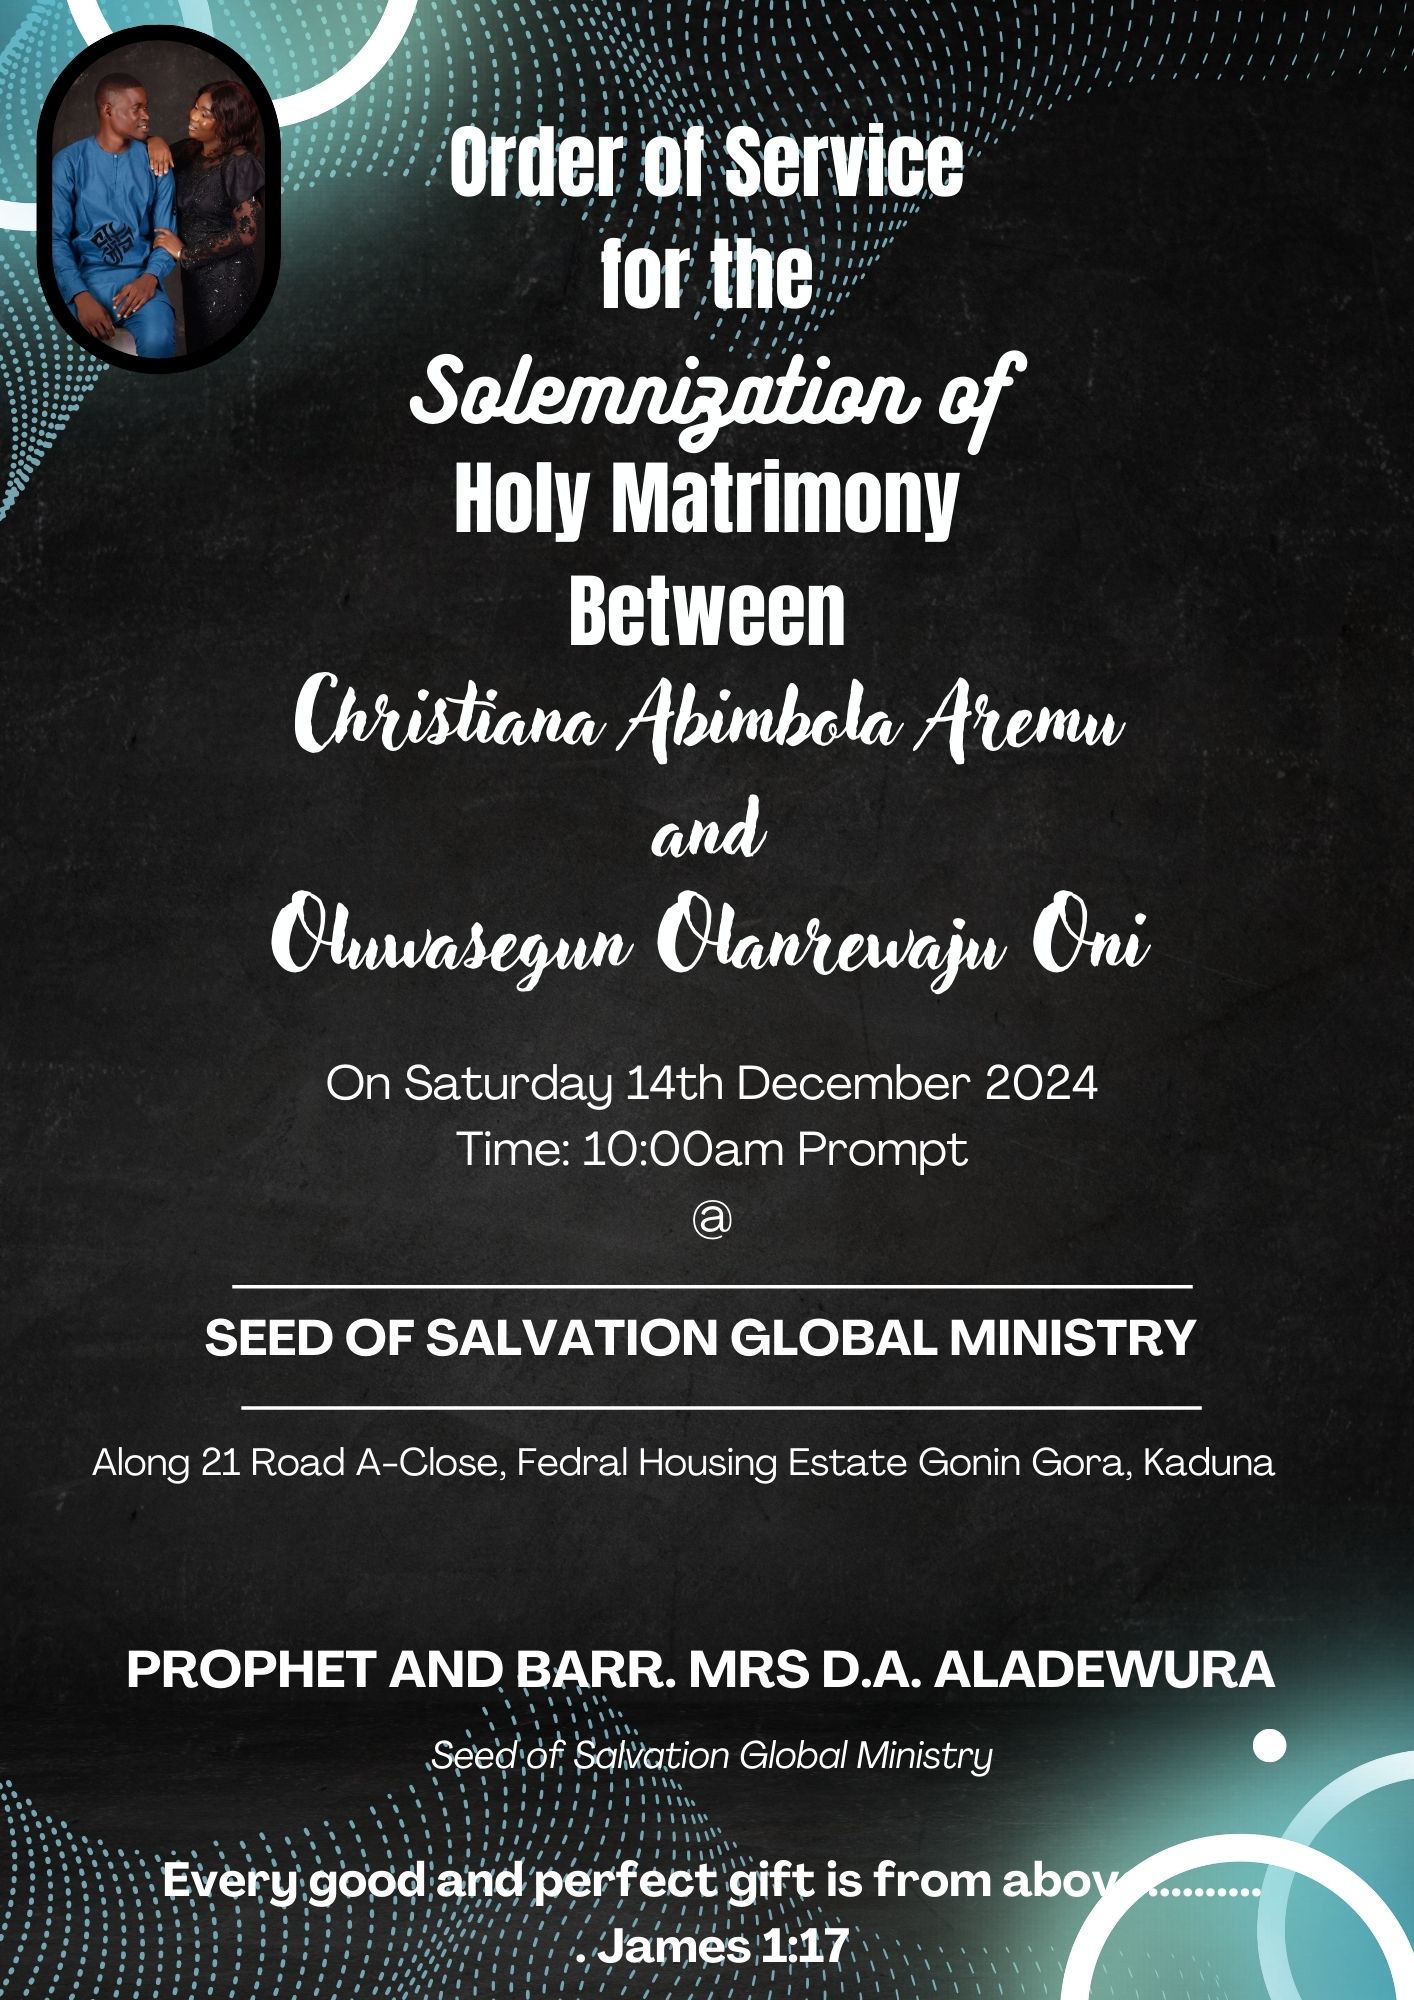 Order of Service
for the
Solemnization of
Holy Matrimony
Between
Christiana Abimbola Aremu
and
Oluwasegun Olanrewaju Oni
On Saturday 14th December 2024
Time: 10:00am Prompt
@
SEED OF SALVATION GLOBAL MINISTRY
Along 21 Road A-Close, Fedral Housing Estate Gonin Gora, Kaduna
PROPHET AND BARR. MRS D.A. ALADEWURA
Seed of Salvation Global Ministry
Every good and perfect gift is from above..........
. James 1:17